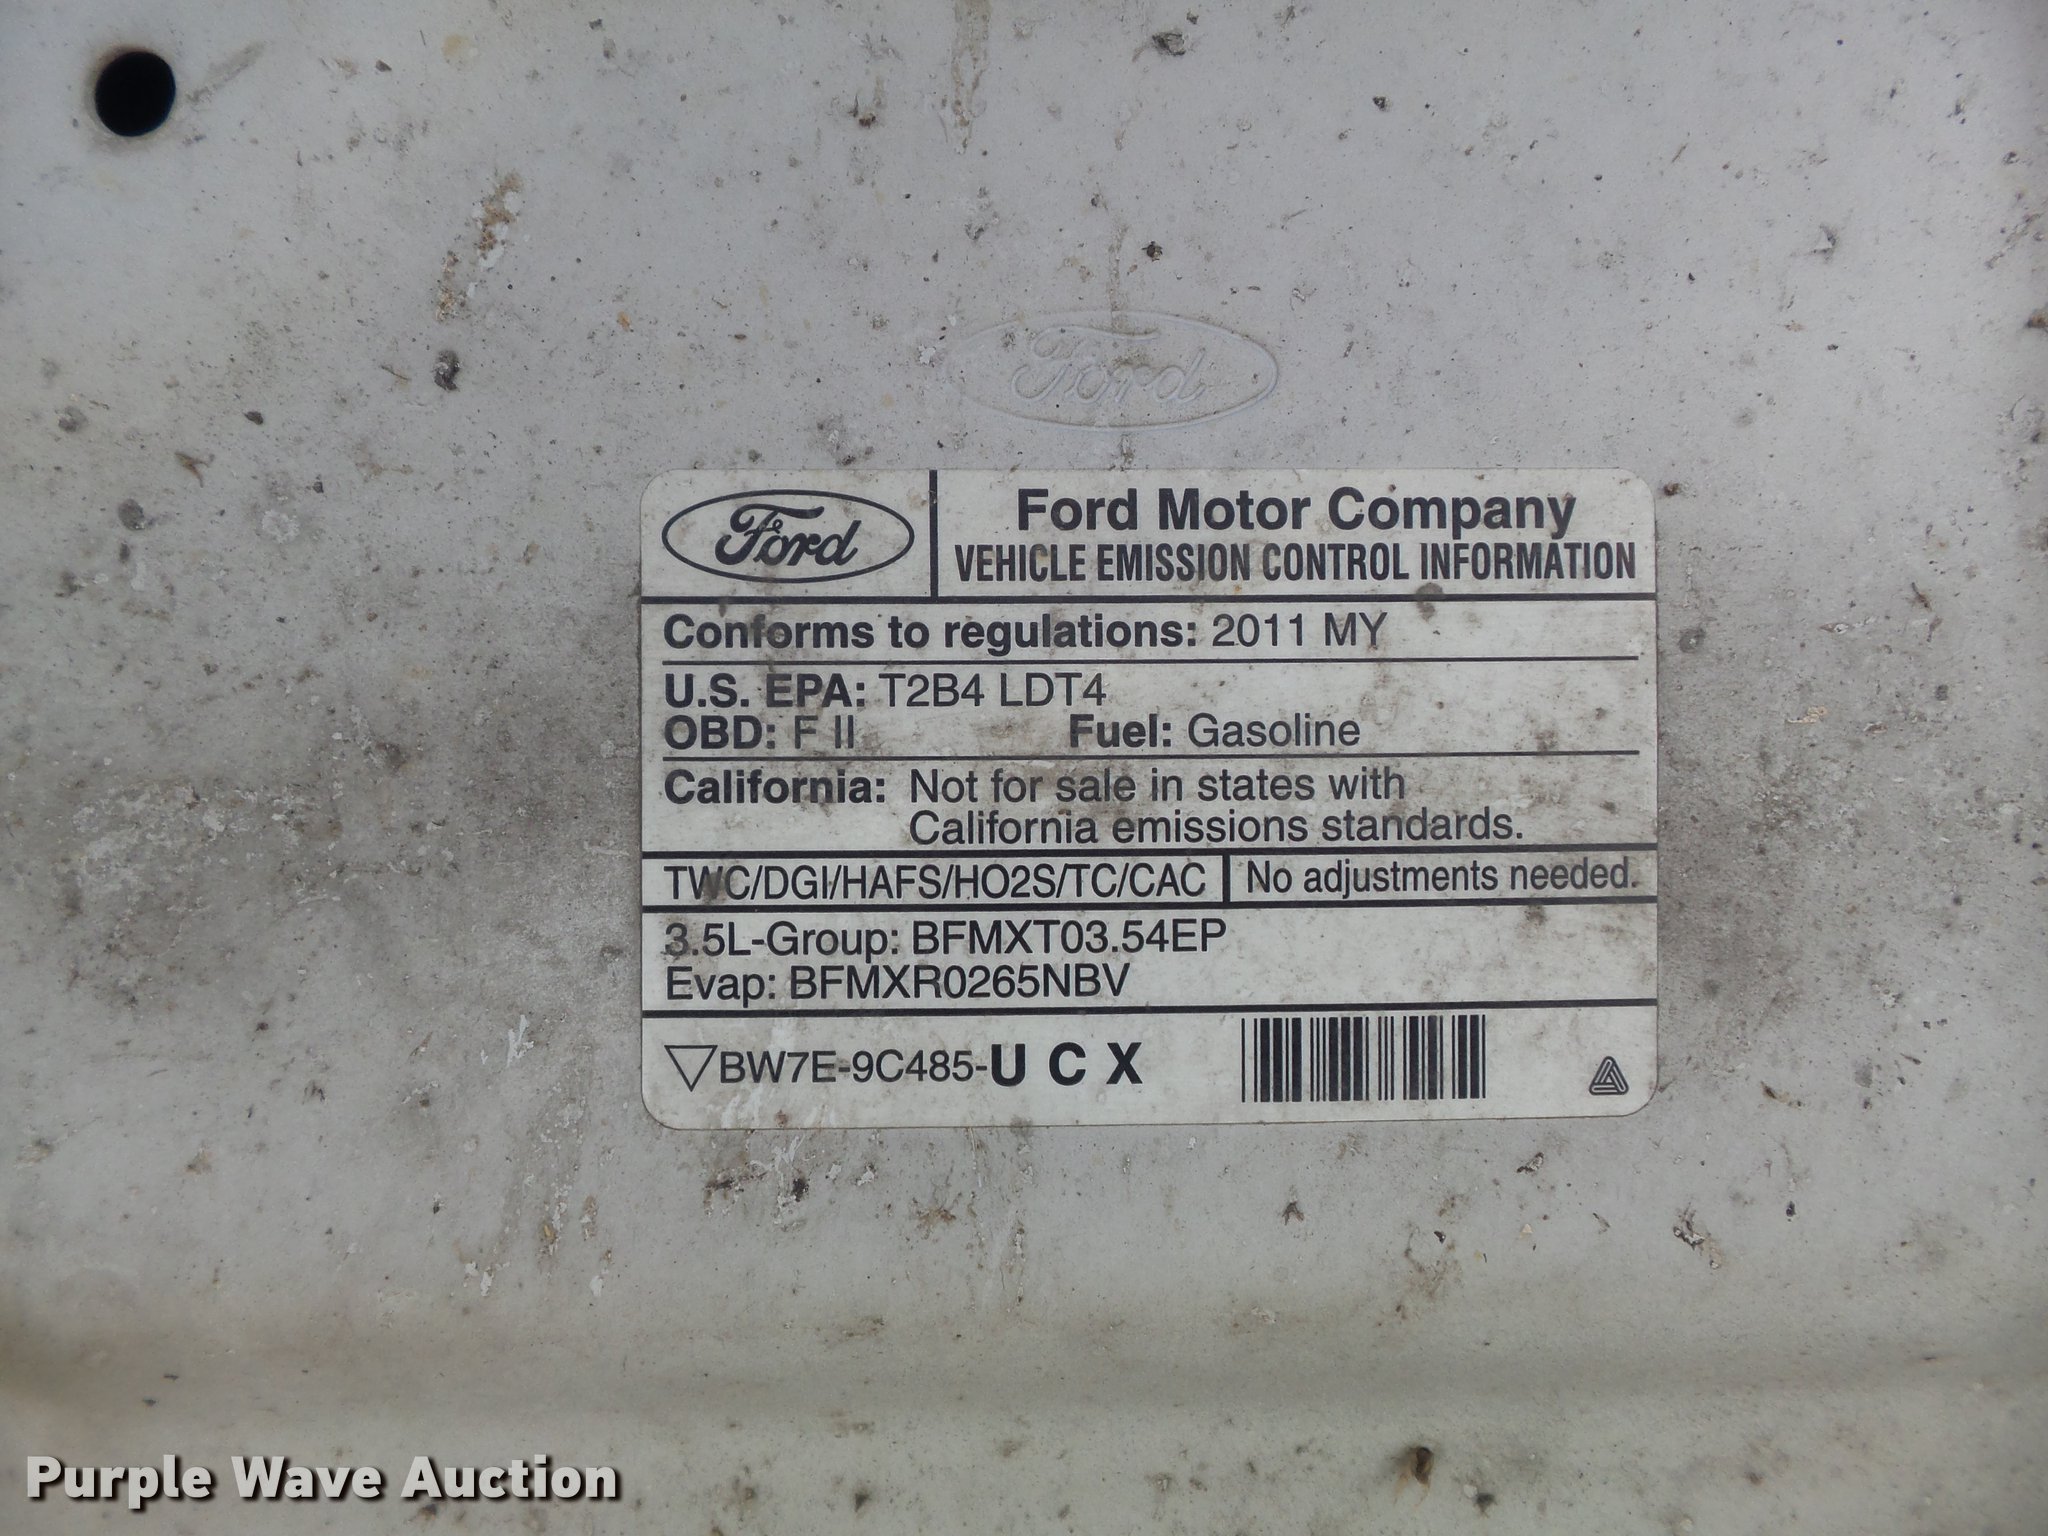 Ford
Ford
Ford Motor Company
VEHICLE EMISSION CONTROL INFORMATION
Conforms to regulations: 2011 MY
U.S. EPA: T2B4 LDT4
OBD: F II Fuel: Gasoline
California: Not for sale in states with
California emissions standards.
TWC/DGI/HAFS/HO2S/TC/CAC No adjustments needed.
3.5L-Group: BFMXT03.54EP
Evap: BFMXR0265NBV
BW7E-9C485-U C X
Purple Wave Auction